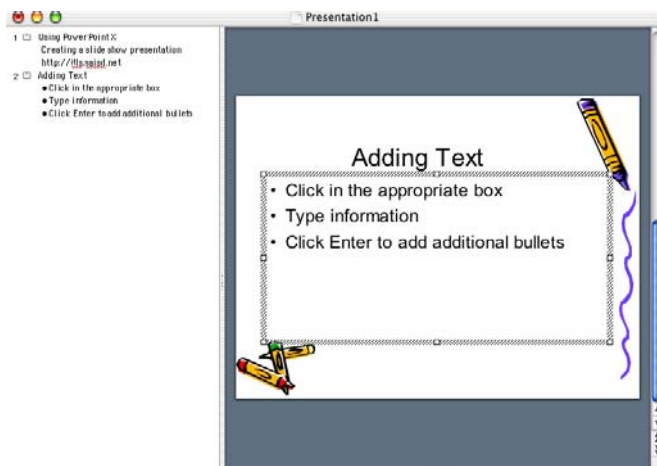 Presentation1
1 Using PowerPoint X
Creating a slide show presentation
http://itls.saisd.net
2 Adding Text
• Click in the appropriate box
• Type information
• Click Enter to add additional bullets
Adding Text
• Click in the appropriate box
• Type information
• Click Enter to add additional bullets